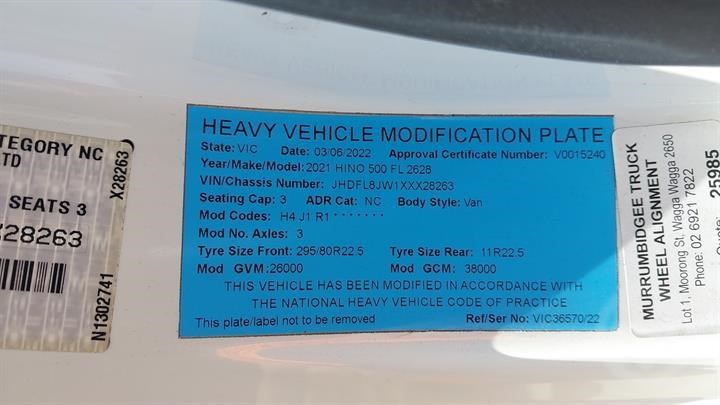 ATEGORY NC
LTD
SEATS 3
X28263
X28263
N1302741
HEAVY VEHICLE MODIFICATION PLATE
State: VIC Date: 03/06/2022 Approval Certificate Number: V0015240
Year/Make/Model: 2021 HINO 500 FL 2628
VIN/Chassis Number: JHDFL8JW1XXX28263
Seating Cap: 3 ADR Cat: NC Body Style: Van
Mod Codes: H4 J1 R1*******
Mod No. Axles: 3
Tyre Size Front: 295/80R22.5 Tyre Size Rear: 11R22.5
Mod GVM: 26000 Mod GCM: 38000
THIS VEHICLE HAS BEEN MODIFIED IN ACCORDANCE WITH
THE NATIONAL HEAVY VEHICLE CODE OF PRACTICE
This plate/label not to be removed Ref/Ser No: VIC36570/22
MURRUMBIDGEE TRUCK
WHEEL ALIGNMENT
Lot 1, Moorong St, Wagga Wagga 2650
Phone: 02 6921 7822
Quote: 25985